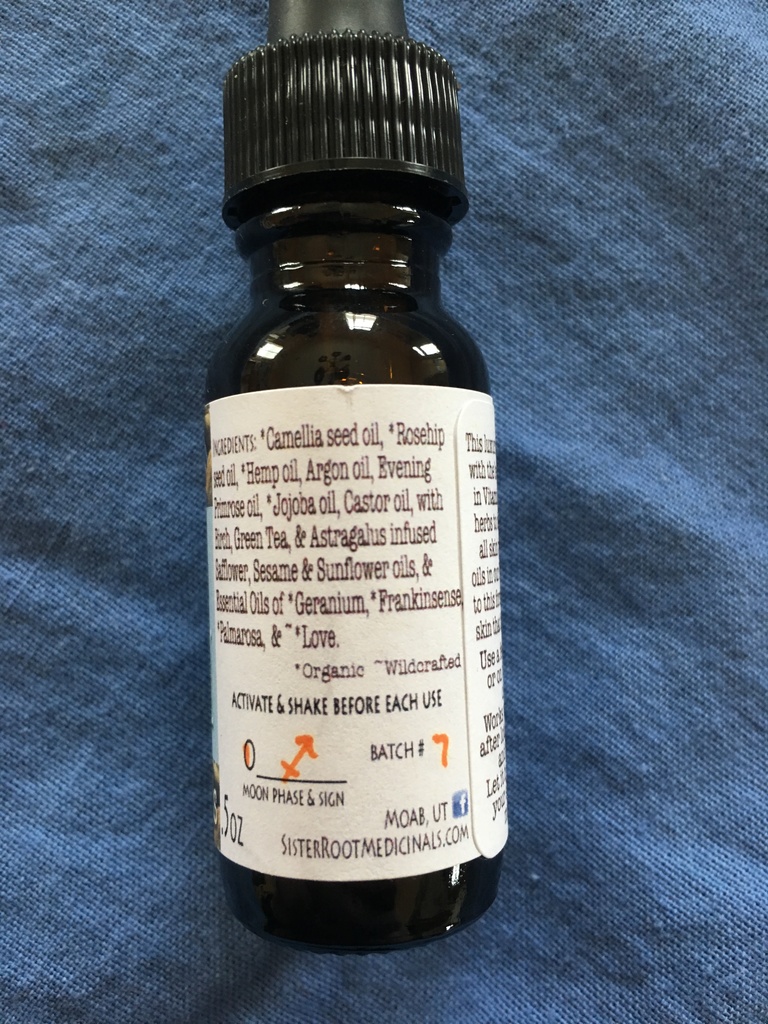 INGREDIENTS: *Camellia seed oil, *Rosehip
seed oil, *Hemp oil, Argon oil, Evening
Primrose oil, *Jojoba oil, Castor oil, with
Birch, Green Tea, & Astragalus infused
Safflower, Sesame & Sunflower oils, &
Essential Oils of *Geranium, *Frankinsense,
*Palmarosa, & ~*Love.
*Organic ~Wildcrafted
ACTIVATE & SHAKE BEFORE EACH USE
BATCH # 7
MOON PHASE & SIGN
MOAB, UT f
.5OZ
SISTERROOTMEDICINALS.COM
This
with the
in
herbs
all
oils in
to this
skin
Use
or
after
Let